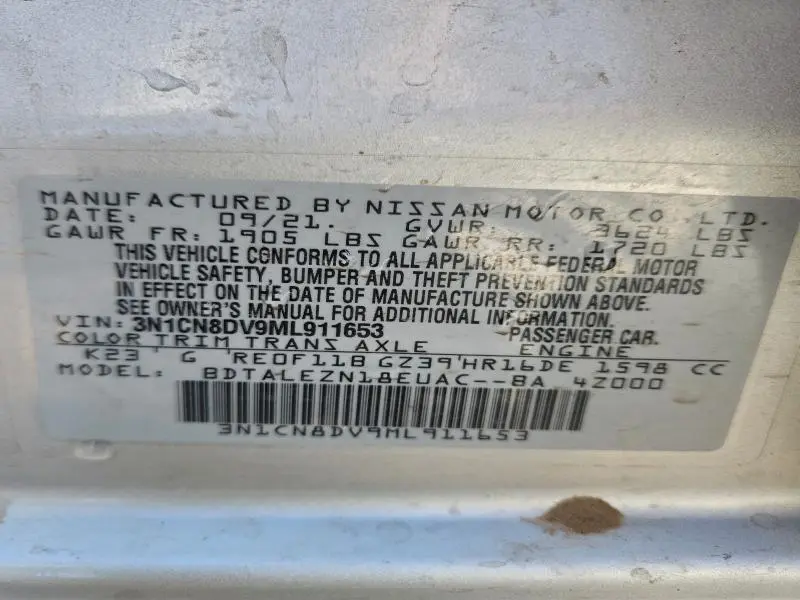 MANUFACTURED BY NISSAN MOTOR CO.,LTD.
DATE: 09/21. GVWR: 3624 LBS
GAWR FR: 1905 LBS GAWR RR: 1720 LBS
THIS VEHICLE CONFORMS TO ALL APPLICABLE FEDERAL MOTOR
VEHICLE SAFETY, BUMPER AND THEFT PREVENTION STANDARDS
IN EFFECT ON THE DATE OF MANUFACTURE SHOWN ABOVE.
SEE OWNER'S MANUAL FOR ADDITIONAL INFORMATION.
VIN: 3N1CN8DV9ML911653 PASSENGER CAR.
COLOR TRIM TRANS AXLE ENGINE
K23 G 'RE0F11B GZ39'HR16DE 1598 CC
MODEL: BDTALEZN18EUAC--BA 4Z000
3N1CN8DV9ML911653